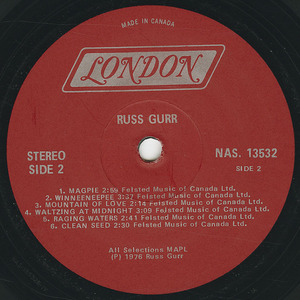 MADE IN CANADA
LONDON
RUSS GURR
STEREO
SIDE 2
NAS. 13532
SIDE 2
1. MAGPIE 2:59 Felsted Music of Canada Ltd.
2. WINNEENEEPEE 3:37 Felsted Music of Canada Ltd.
3. MOUNTAIN OF LOVE 2:14 Felsted Music of Canada Ltd.
4. WALTZING AT MIDNIGHT 3:09 Felsted Music of Canada Ltd.
5. RAGING WATERS 2:41 Felsted Music of Canada Ltd.
6. CLEAN SEED 2:30 Felsted Music of Canada Ltd.
All Selections MAPL
(P) 1976 Russ Gurr